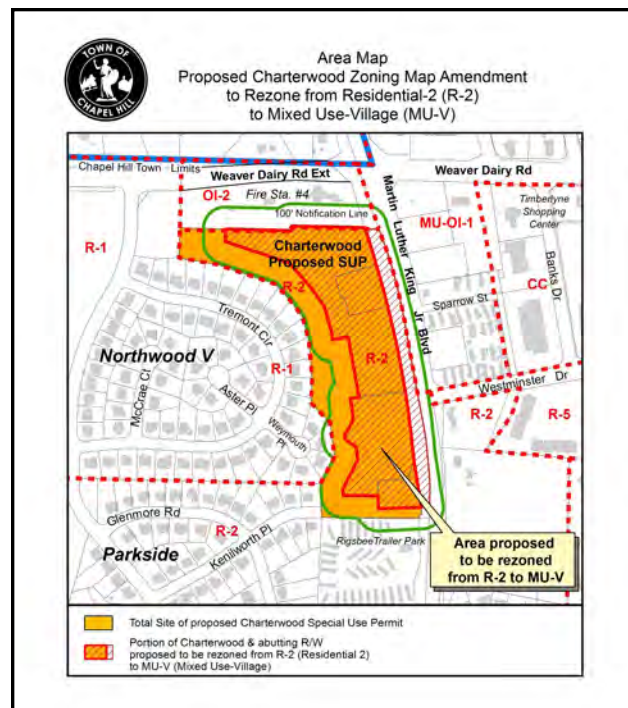 TOWN OF
CHAPEL HILL
Area Map
Proposed Charterwood Zoning Map Amendment
to Rezone from Residential-2 (R-2)
to Mixed Use-Village (MU-V)
Chapel Hill Town Limits
Weaver Dairy Rd Ext
Weaver Dairy Rd
OI-2
Fire Sta. #4
100' Notification Line
Martin Luther King Jr Blvd
MU-OI-1
Timberlyne
Shopping
Center
R-1
Charterwood
Proposed SUP
R-2
Banks Dr
CC
Tremont Cir
Sparrow St
Northwood V
McCrae Ct
R-1
R-2
Aster Pl
Westminster Dr
Weymouth Pl
R-2
R-5
Glenmore Rd
R-2
Kenilworth Pl
Parkside
RigsbeeTrailer Park
Area proposed
to be rezoned
from R-2 to MU-V
Total Site of proposed Charterwood Special Use Permit
Portion of Charterwood & abutting R/W
proposed to be rezoned from R-2 (Residential 2)
to MU-V (Mixed Use-Village)